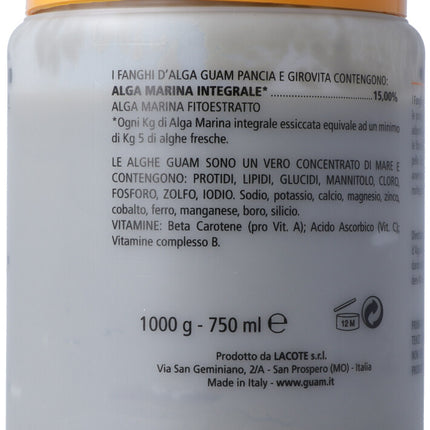 I FANGHI D'ALGA GUAM PANCIA E GIROVITA CONTENGONO:
ALGA MARINA INTEGRALE* 15,00%
ALGA MARINA FITOESTRATTO
*Ogni Kg di Alga Marina integrale essiccata equivale ad un minimo
di Kg 5 di alghe fresche.
LE ALGHE GUAM SONO UN VERO CONCENTRATO DI MARE E
CONTENGONO: PROTIDI, LIPIDI, GLUCIDI, MANNITOLO, CLORO,
FOSFORO, ZOLFO, IODIO. Sodio, potassio, calcio, magnesio, zinco,
cobalto, ferro, manganese, boro, silicio.
VITAMINE: Beta Carotene (pro Vit. A); Acido Ascorbico (Vit. C);
Vitamine complesso B.
12 M
1000 g - 750 ml ℮
Prodotto da LACOTE s.r.l.
Via San Geminiano, 2/A - San Prospero (MO) - Italia
Made in Italy - www.guam.it